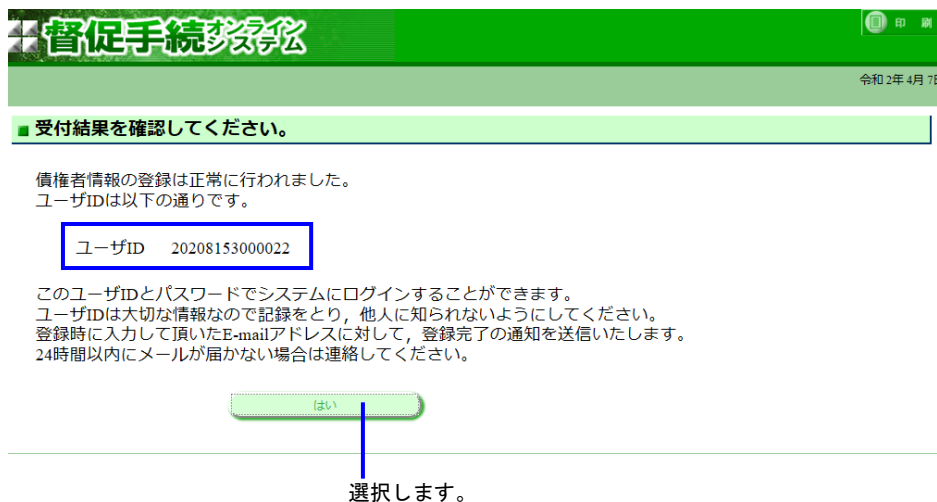 督促手続オンラインシステム
印 刷
令和2年4月7日
受付結果を確認してください。
債権者情報の登録は正常に行われました。
ユーザIDは以下の通りです。
ユーザID 20208153000022
このユーザIDとパスワードでシステムにログインすることができます。
ユーザIDは大切な情報なので記録をとり，他人に知られないようにしてください。
登録時に入力して頂いたE-mailアドレスに対して，登録完了の通知を送信いたします。
24時間以内にメールが届かない場合は連絡してください。
はい
選択します。